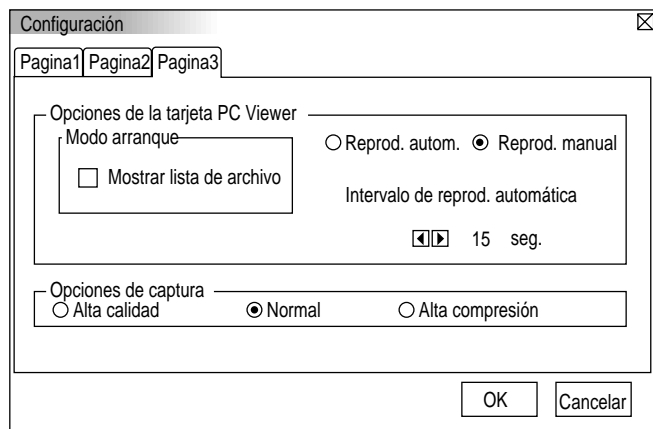 Configuración
Pagina1 Pagina2 Pagina3
Opciones de la tarjeta PC Viewer
Modo arranque
Mostrar lista de archivo
Reprod. autom. Reprod. manual
Intervalo de reprod. automática
15 seg.
Opciones de captura
Alta calidad Normal Alta compresión
OK Cancelar